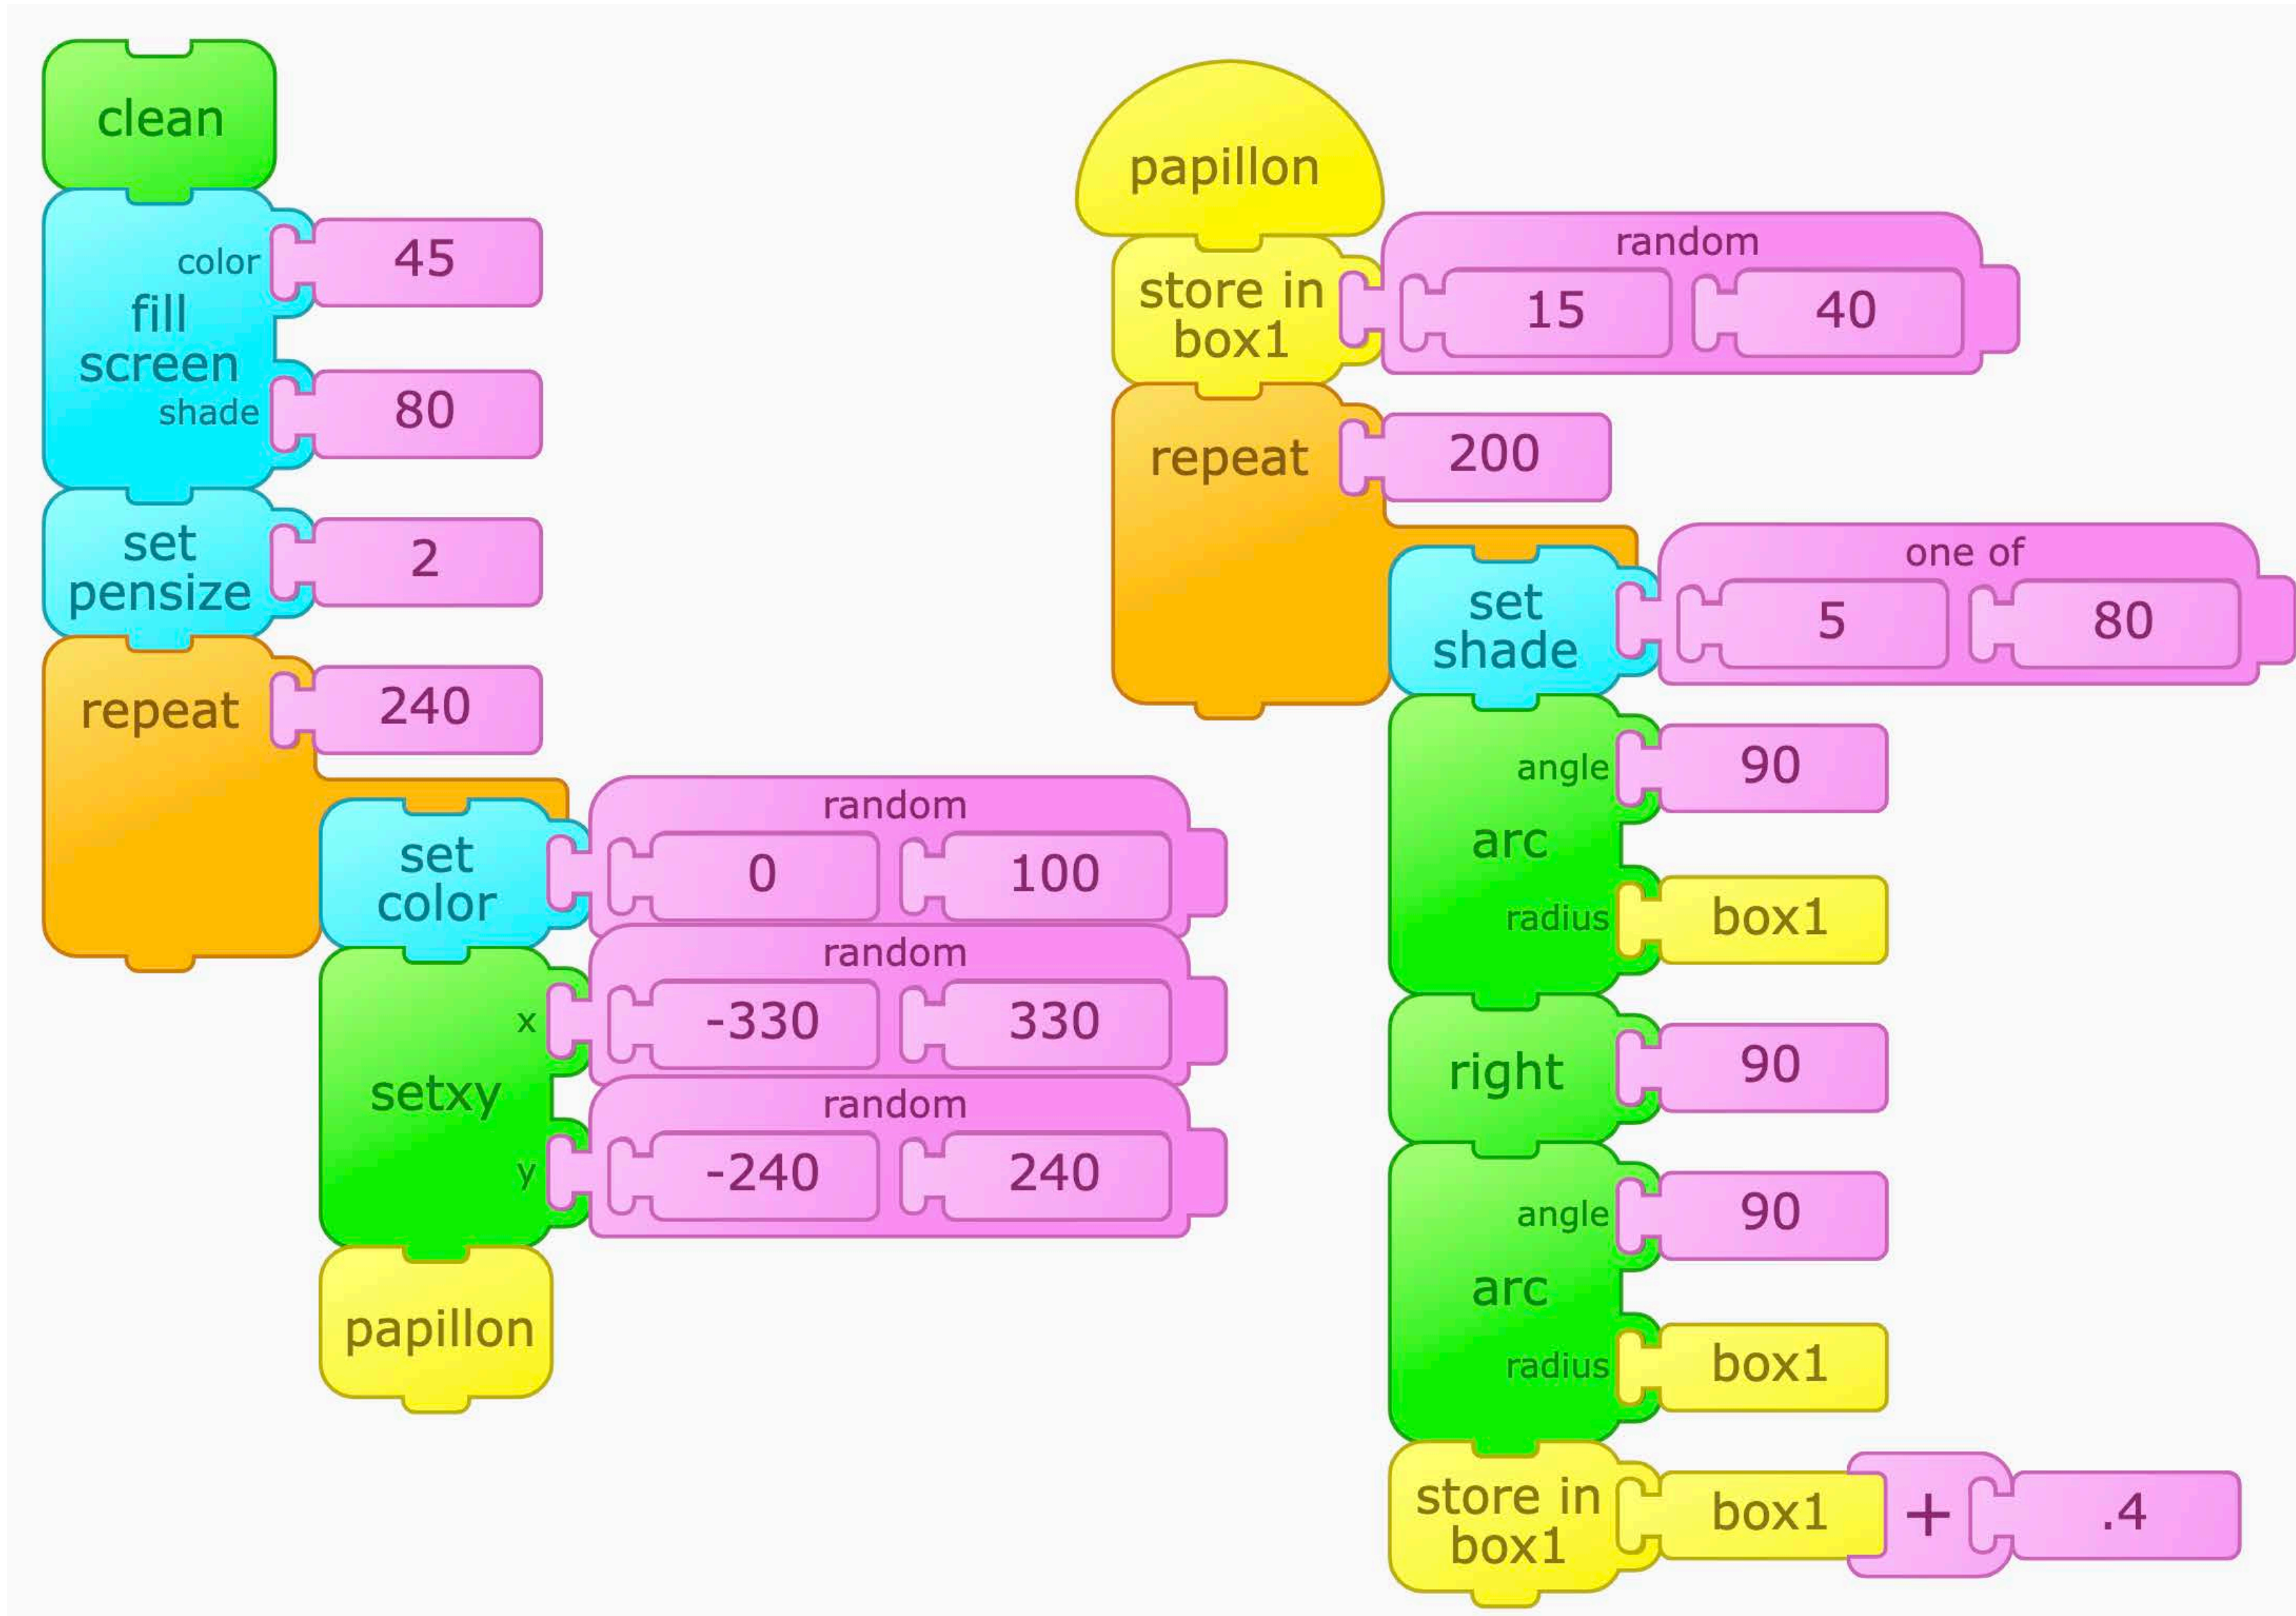 clean
color 45
fill
screen
shade 80
set
pensize 2
repeat 240
random
set
color 0 100
random
x -330 330
setxy
random
y -240 240
papillon
papillon
random
store in
box1 15 40
repeat 200
one of
set
shade 5 80
angle 90
arc
radius box1
right 90
angle 90
arc
radius box1
store in
box1 box1 + .4